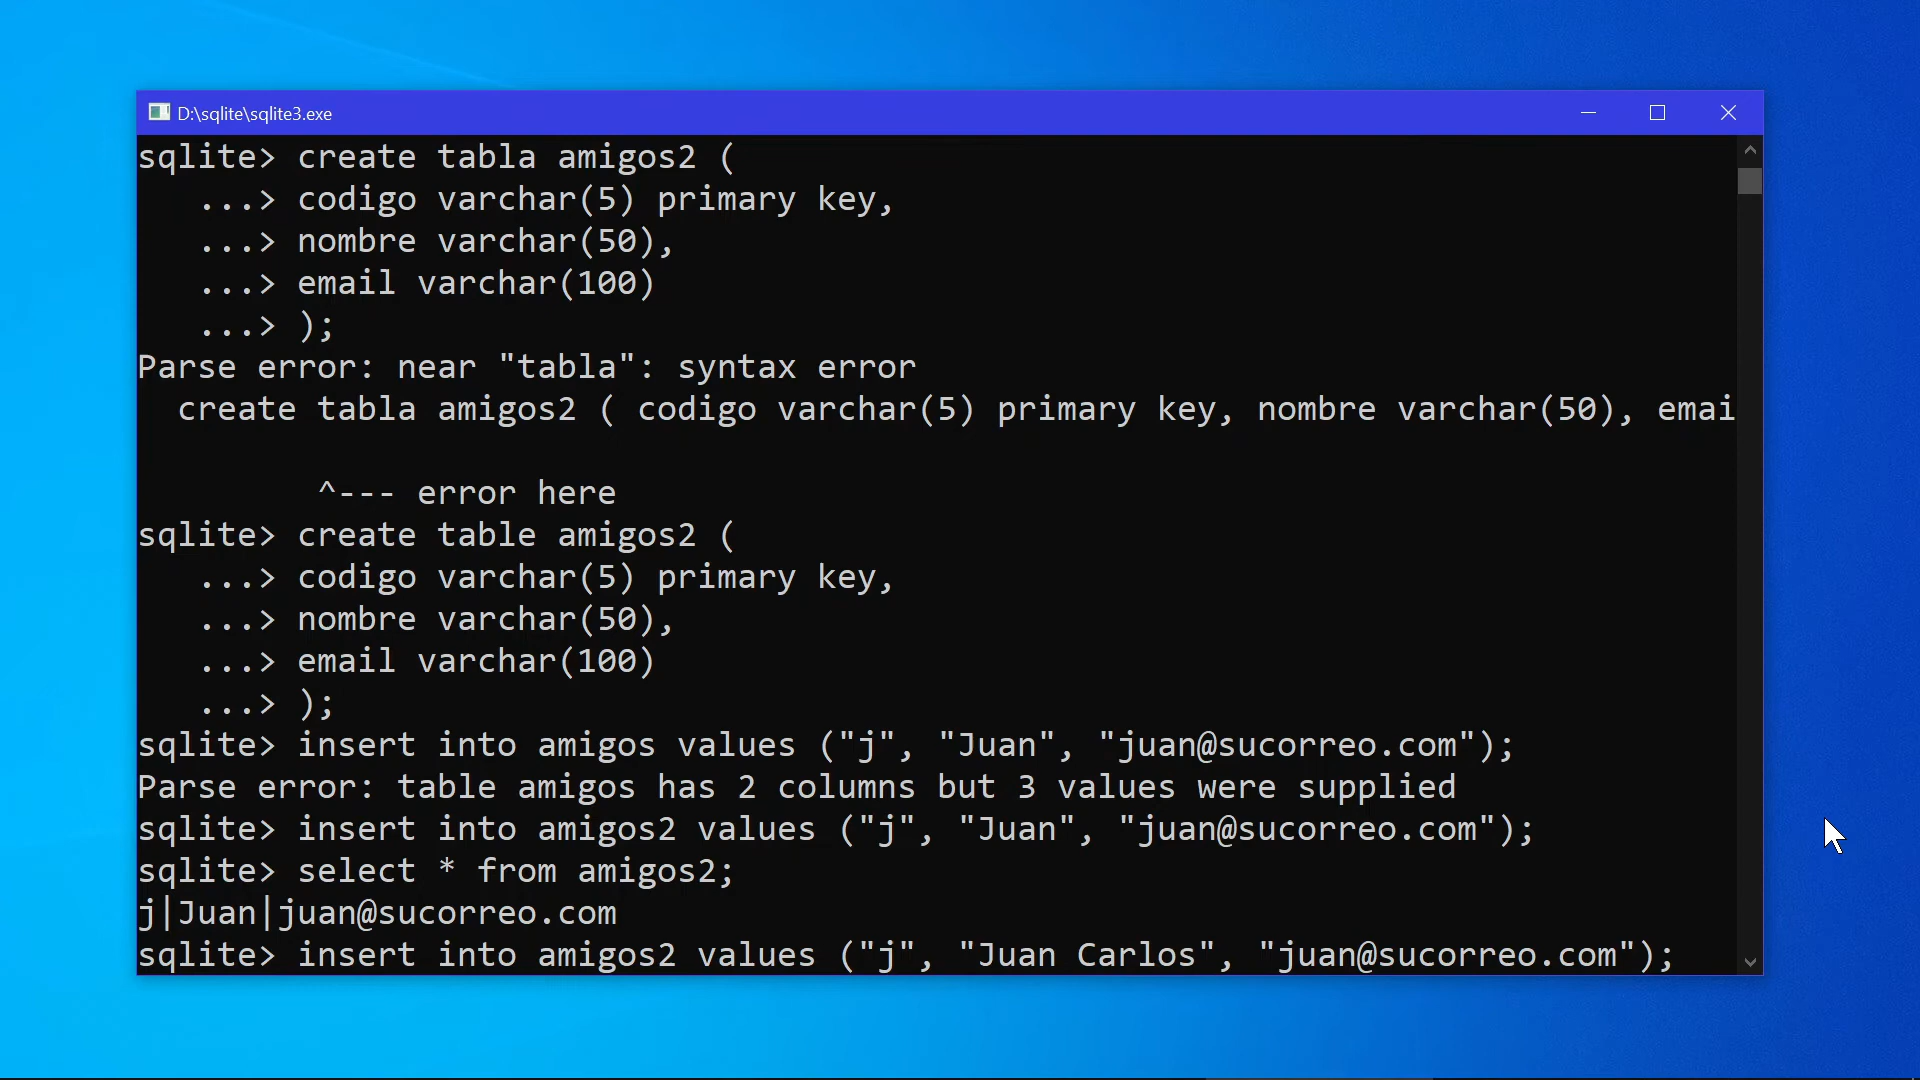 D:\sqlite\sqlite3.exe
sqlite> create tabla amigos2 (
...> codigo varchar(5) primary key,
...> nombre varchar(50),
...> email varchar(100)
...> );
Parse error: near "tabla": syntax error
create tabla amigos2 ( codigo varchar(5) primary key, nombre varchar(50), emai
^--- error here
sqlite> create table amigos2 (
...> codigo varchar(5) primary key,
...> nombre varchar(50),
...> email varchar(100)
...> );
sqlite> insert into amigos values ("j", "Juan", "juan@sucorreo.com");
Parse error: table amigos has 2 columns but 3 values were supplied
sqlite> insert into amigos2 values ("j", "Juan", "juan@sucorreo.com");
sqlite> select * from amigos2;
j|Juan|juan@sucorreo.com
sqlite> insert into amigos2 values ("j", "Juan Carlos", "juan@sucorreo.com");